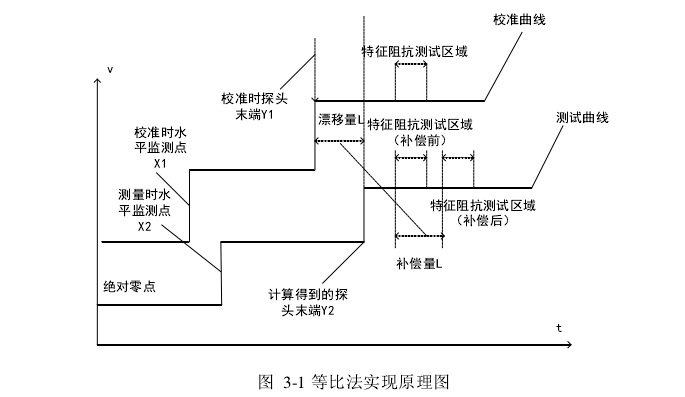 校准曲线
特征阻抗测试区域
v
校准时探头
末端Y1
漂移量L
特征阻抗测试区域
（补偿前）
测试曲线
校准时水
平监测点
X1
测量时水
平监测点
X2
特征阻抗测试区域
（补偿后）
补偿量L
绝对零点
计算得到的探
头末端Y2
t
图 3-1 等比法实现原理图